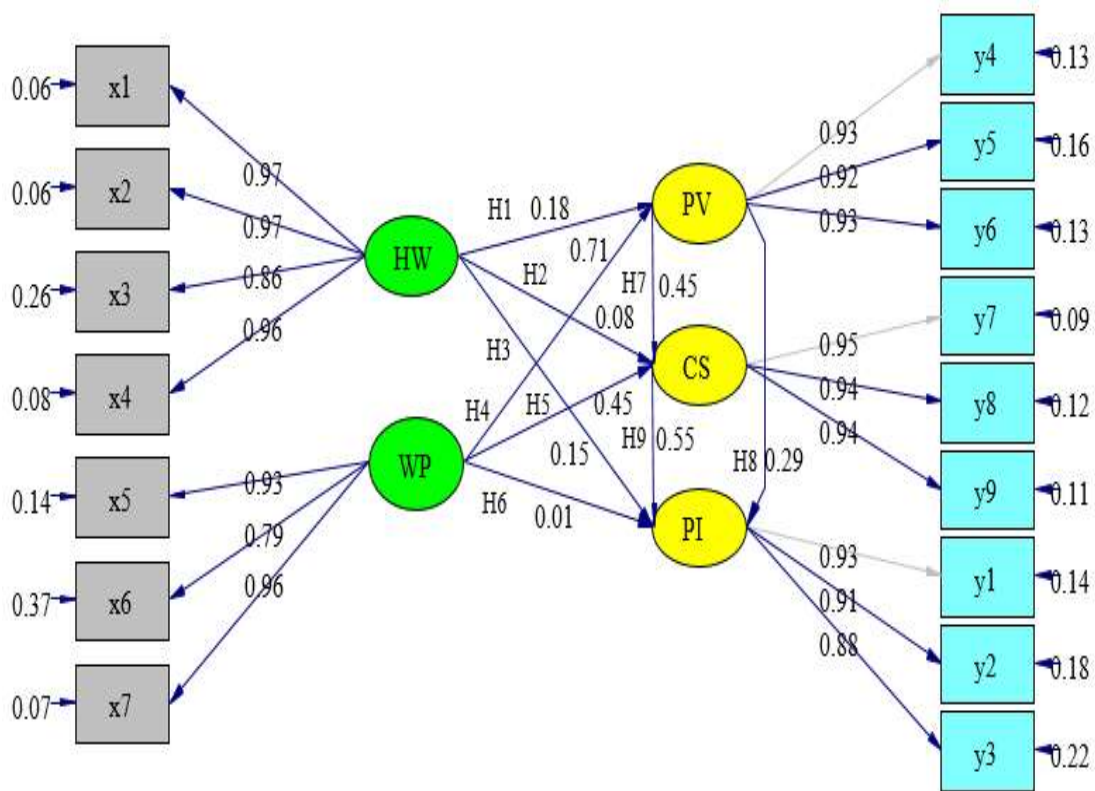 0.06 x1
0.06 x2
0.26 x3
0.08 x4
0.14 x5
0.37 x6
0.07 x7
0.97
0.97
0.86
0.96
0.93
0.79
0.96
HW
WP
H1 0.18
0.71
H2
0.08
H3
H4
H5
0.45
0.15
H6
0.01
H7 0.45
H9 0.55
H8 0.29
PV
CS
PI
0.93
0.92
0.93
0.95
0.94
0.94
0.93
0.91
0.88
y4 0.13
y5 0.16
y6 0.13
y7 0.09
y8 0.12
y9 0.11
y1 0.14
y2 0.18
y3 0.22